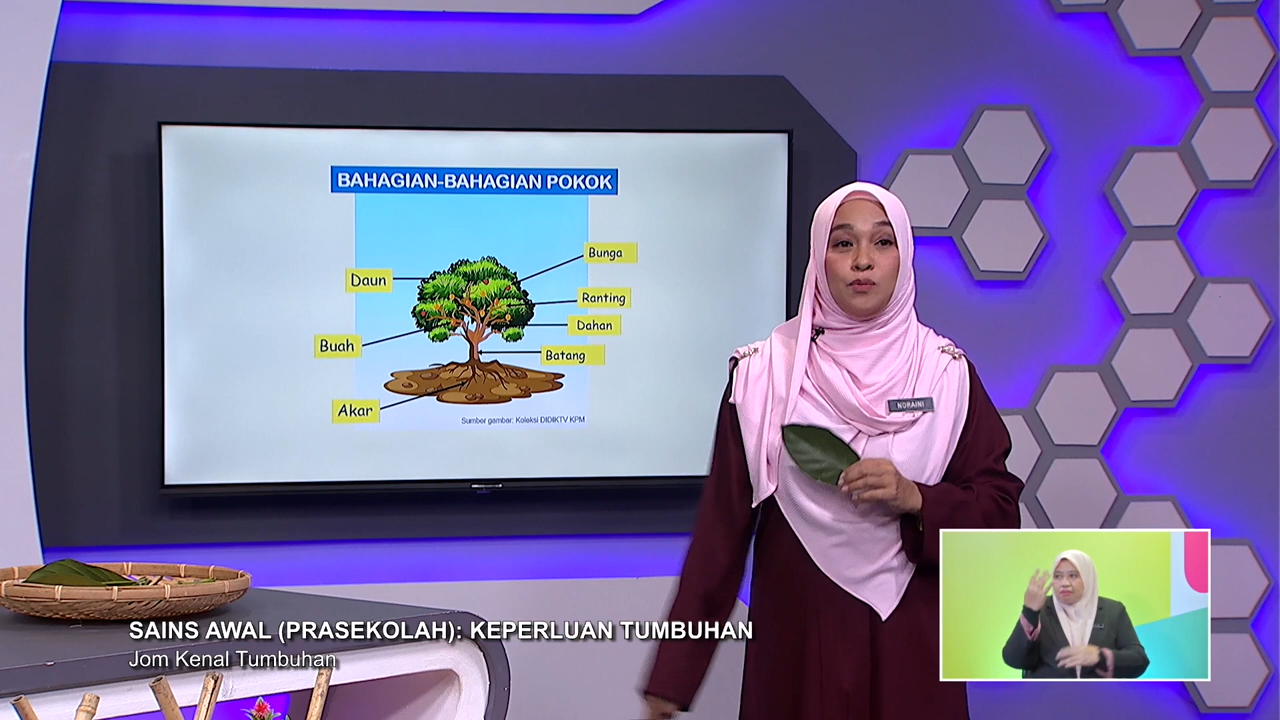 BAHAGIAN-BAHAGIAN POKOK
Bunga
Daun
Ranting
Dahan
Buah
Batang
Akar
Sumber gambar: Koleksi DIDIKTV KPM
NORAINI
SAINS AWAL (PRASEKOLAH): KEPERLUAN TUMBUHAN
Jom Kenal Tumbuhan